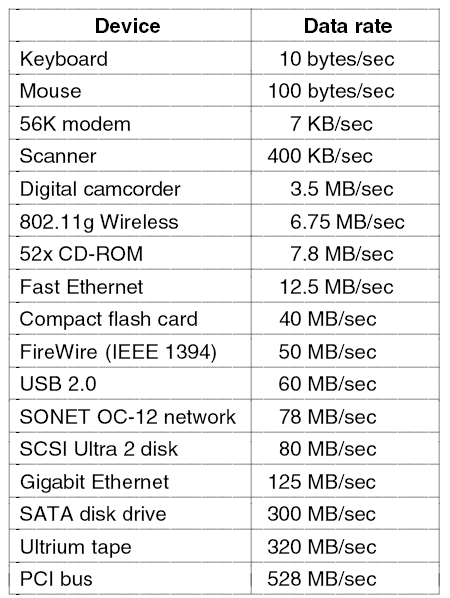 Device Data rate
Keyboard 10 bytes/sec
Mouse 100 bytes/sec
56K modem 7 KB/sec
Scanner 400 KB/sec
Digital camcorder 3.5 MB/sec
802.11g Wireless 6.75 MB/sec
52x CD-ROM 7.8 MB/sec
Fast Ethernet 12.5 MB/sec
Compact flash card 40 MB/sec
FireWire (IEEE 1394) 50 MB/sec
USB 2.0 60 MB/sec
SONET OC-12 network 78 MB/sec
SCSI Ultra 2 disk 80 MB/sec
Gigabit Ethernet 125 MB/sec
SATA disk drive 300 MB/sec
Ultrium tape 320 MB/sec
PCI bus 528 MB/sec